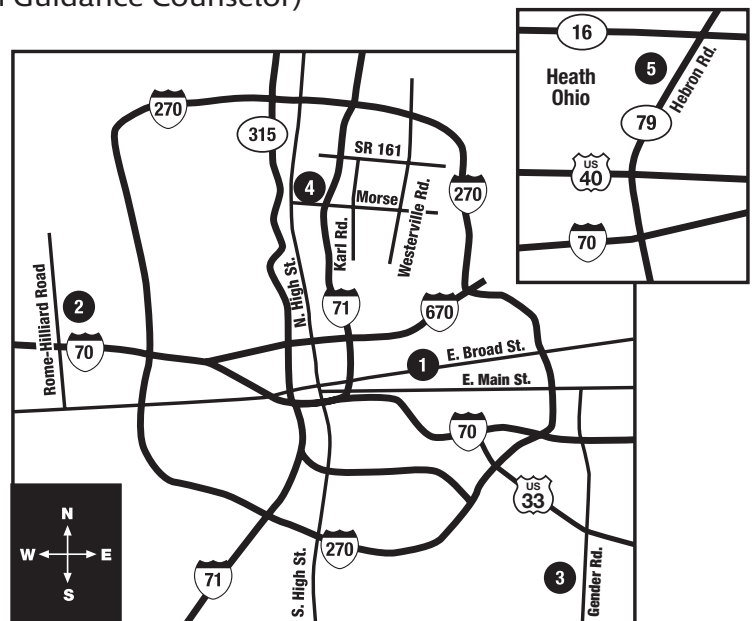 Guidance Counselor)
16
5
Heath
Ohio
Hebron Rd.
79
US
40
70
270
315
SR 161
4
Morse
270
Karl Rd.
Westerville Rd.
N. High St.
71
670
Rome-Hilliard Road
2
70
1
E. Broad St.
E. Main St.
70
US
33
N
W E
S
270
71
S. High St.
3
Gender Rd.